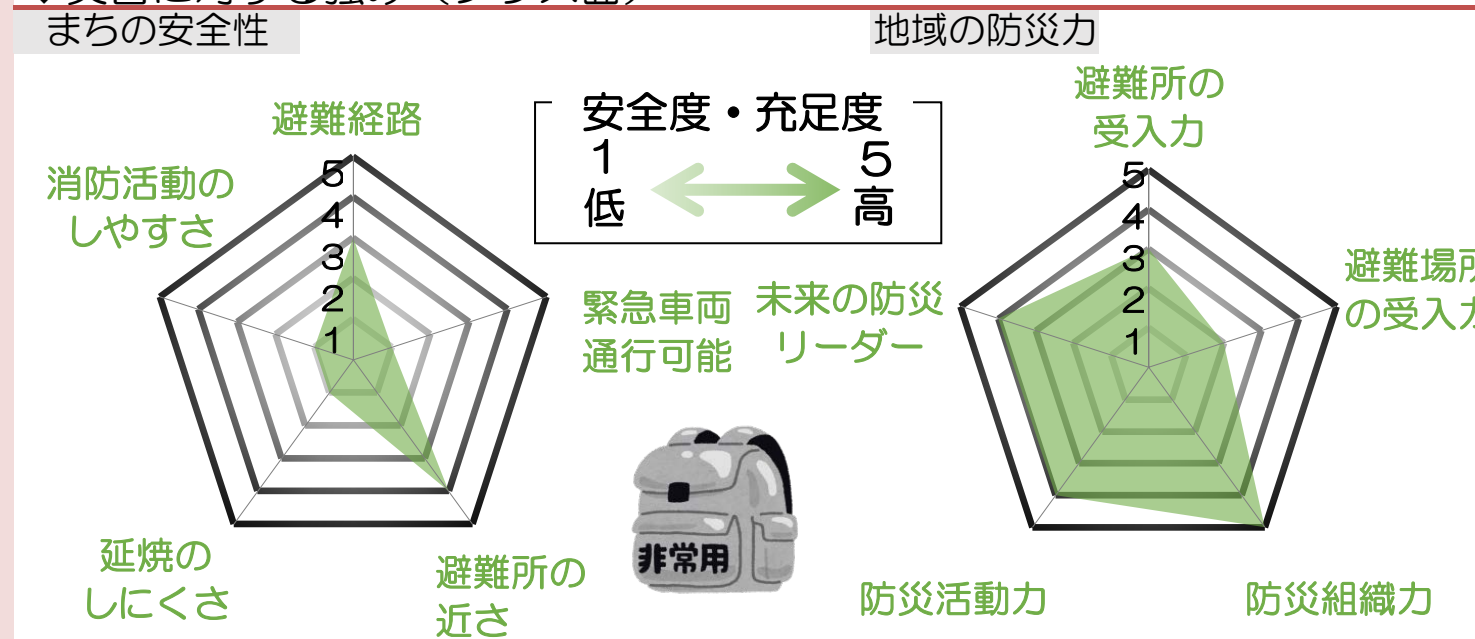 まちの安全性
地域の防災力
避難経路
消防活動の
しやすさ
5
4
3
2
1
緊急車両
通行可能
延焼の
しにくさ
避難所の
近さ
安全度・充足度
1
5
低
高
非常用
避難所の
受入力
5
4
3
2
1
未来の防災
リーダー
避難場所
の受入力
防災活動力
防災組織力